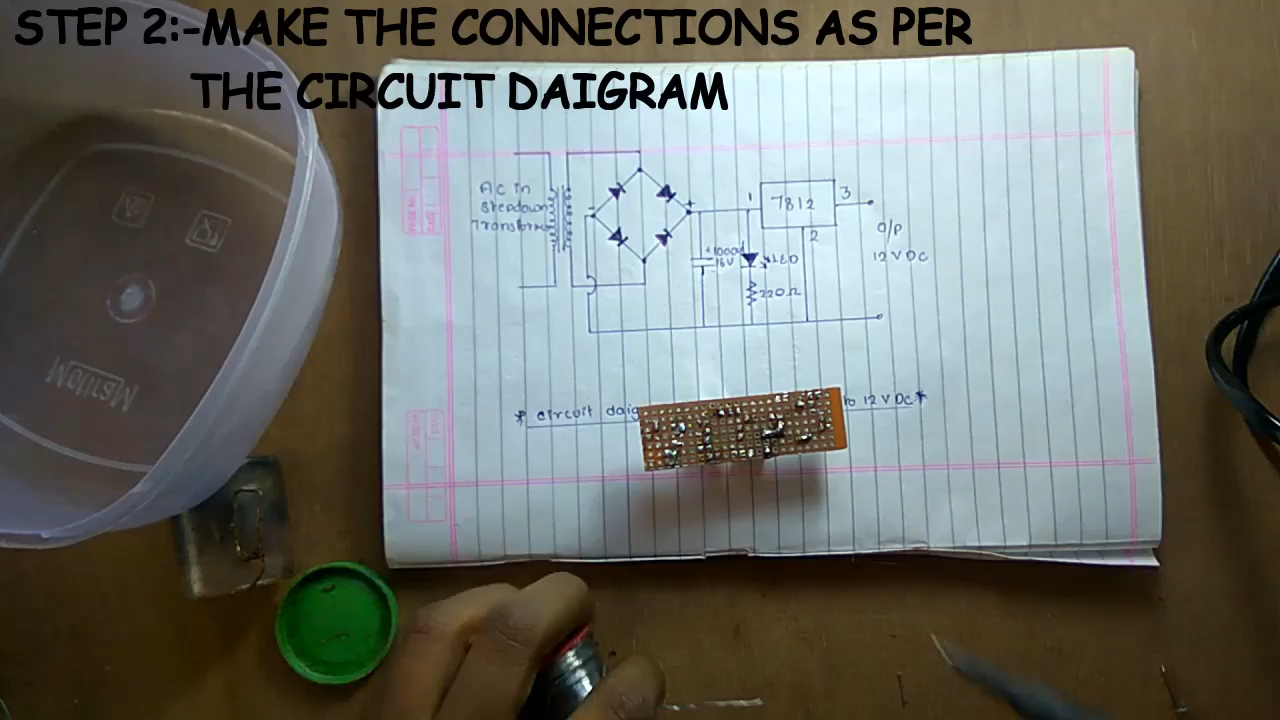 STEP 2:-MAKE THE CONNECTIONS AS PER
THE CIRCUIT DAIGRAM
AC in
Stepdown
Transformer
-
+
1
7812
3
2
+
1000μ
16V
LED
220Ω
O/P
12 V DC
* circuit daig
to 12 V DC *